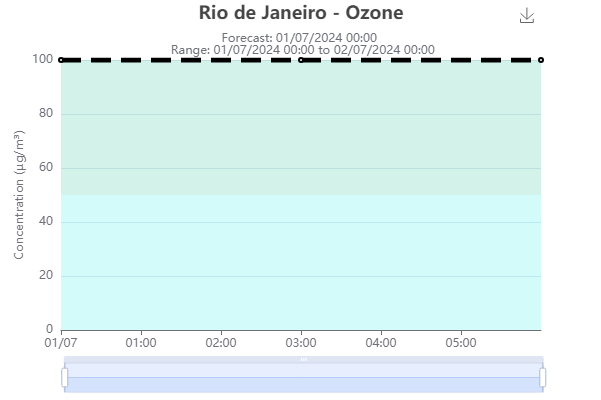 Rio de Janeiro - Ozone
Forecast: 01/07/2024 00:00
Range: 01/07/2024 00:00 to 02/07/2024 00:00
Concentration (µg/m³)
100
80
60
40
20
0
01/07 01:00 02:00 03:00 04:00 05:00